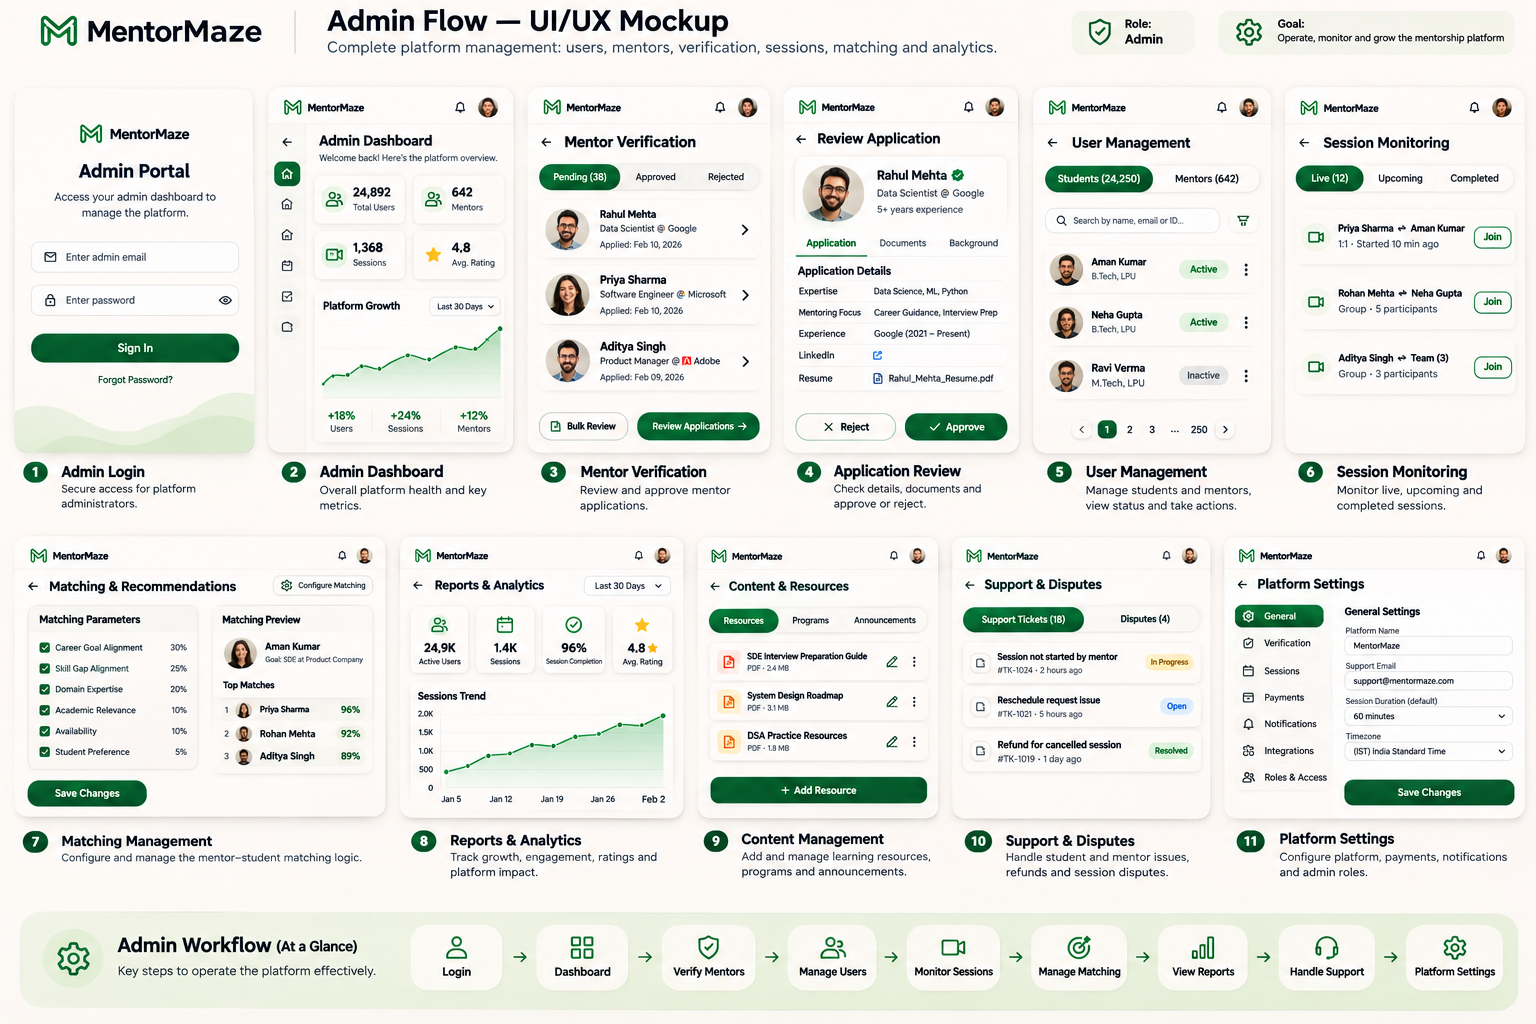 MentorMaze
Admin Flow — UI/UX Mockup
Complete platform management: users, mentors, verification, sessions, matching and analytics.
Role:
Admin
Goal:
Operate, monitor and grow the mentorship platform
MentorMaze
Admin Portal
Access your admin dashboard to
manage the platform.
Enter admin email
Enter password
Sign In
Forgot Password?
1 Admin Login
Secure access for platform
administrators.
MentorMaze
Admin Dashboard
Welcome back! Here's the platform overview.
24,892
Total Users
642
Mentors
1,368
Sessions
4.8
Avg. Rating
Platform Growth
Last 30 Days
+18% +24% +12%
Users Sessions Mentors
2 Admin Dashboard
Overall platform health and key
metrics.
MentorMaze
Mentor Verification
Pending (38) Approved Rejected
Rahul Mehta
Data Scientist @ Google
Applied: Feb 10, 2026
Priya Sharma
Software Engineer @ Microsoft
Applied: Feb 10, 2026
Aditya Singh
Product Manager @ Adobe
Applied: Feb 09, 2026
Bulk Review
Review Applications →
3 Mentor Verification
Review and approve mentor
applications.
MentorMaze
Review Application
Rahul Mehta
Data Scientist @ Google
5+ years experience
Application Documents Background
Application Details
Expertise Data Science, ML, Python
Mentoring Focus Career Guidance, Interview Prep
Experience Google (2021 – Present)
LinkedIn
Resume Rahul_Mehta_Resume.pdf
Reject
Approve
4 Application Review
Check details, documents and
approve or reject.
MentorMaze
User Management
Students (24,250) Mentors (642)
Search by name, email or ID...
Aman Kumar
B.Tech, LPU
Active
Neha Gupta
B.Tech, LPU
Active
Ravi Verma
M.Tech, LPU
Inactive
1 2 3 ... 250
5 User Management
Manage students and mentors,
view status and take actions.
MentorMaze
Session Monitoring
Live (12) Upcoming Completed
Priya Sharma ⇌ Aman Kumar
1:1 • Started 10 min ago
Join
Rohan Mehta ⇌ Neha Gupta
Group • 5 participants
Join
Aditya Singh ⇌ Team (3)
Group • 3 participants
Join
6 Session Monitoring
Monitor live, upcoming and
completed sessions.
MentorMaze
Matching & Recommendations
Configure Matching
Matching Parameters
Career Goal Alignment 30%
Skill Gap Alignment 25%
Domain Expertise 20%
Academic Relevance 10%
Availability 10%
Student Preference 5%
Matching Preview
Aman Kumar
Goal: SDE at Product Company
Top Matches
1 Priya Sharma 96%
2 Rohan Mehta 92%
3 Aditya Singh 89%
Save Changes
7 Matching Management
Configure and manage the mentor–student matching logic.
MentorMaze
Reports & Analytics
Last 30 Days
24,9K
Active Users
1.4K
Sessions
96%
Session Completion
4.8
Avg. Rating
Sessions Trend
2.0K
1.5K
1.0K
500
0
Jan 5 Jan 12 Jan 19 Jan 26 Feb 2
8 Reports & Analytics
Track growth, engagement, ratings and
platform impact.
MentorMaze
Content & Resources
Resources Programs Announcements
SDE Interview Preparation Guide
PDF • 2.4 MB
System Design Roadmap
PDF • 3.1 MB
DSA Practice Resources
PDF • 1.8 MB
+ Add Resource
9 Content Management
Add and manage learning resources,
programs and announcements.
MentorMaze
Support & Disputes
Support Tickets (18) Disputes (4)
Session not started by mentor
#TK-1024 • 2 hours ago
In Progress
Reschedule request issue
#TK-1021 • 5 hours ago
Open
Refund for cancelled session
#TK-1019 • 1 day ago
Resolved
10 Support & Disputes
Handle student and mentor issues,
refunds and session disputes.
MentorMaze
Platform Settings
General
Verification
Sessions
Payments
Notifications
Integrations
Roles & Access
General Settings
Platform Name
MentorMaze
Support Email
support@mentormaze.com
Session Duration (default)
60 minutes
Timezone
(IST) India Standard Time
Save Changes
11 Platform Settings
Configure platform, payments, notifications
and admin roles.
Admin Workflow (At a Glance)
Key steps to operate the platform effectively.
Login → Dashboard → Verify Mentors → Manage Users → Monitor Sessions → Manage Matching → View Reports → Handle Support → Platform Settings